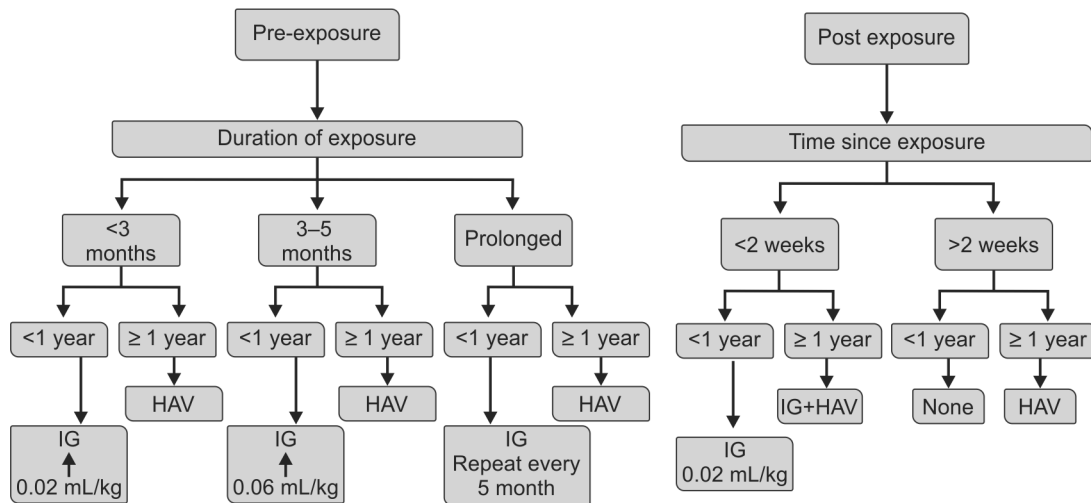 Pre-exposure
Duration of exposure
<3
months
3–5
months
Prolonged
<1 year
≥ 1 year
<1 year
≥ 1 year
<1 year
≥ 1 year
HAV
HAV
HAV
IG
0.02 mL/kg
IG
0.06 mL/kg
IG
Repeat every
5 month
Post exposure
Time since exposure
<2 weeks
>2 weeks
<1 year
≥ 1 year
<1 year
≥ 1 year
IG+HAV
None
HAV
IG
0.02 mL/kg